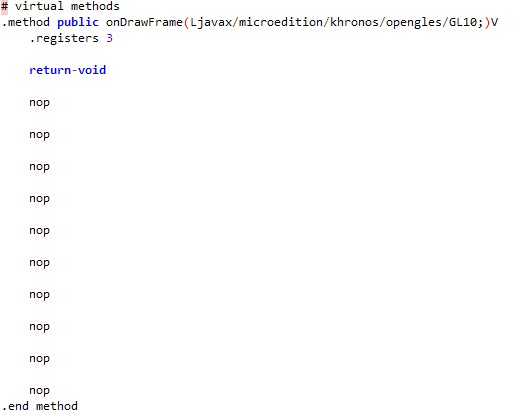 # virtual methods
.method public onDrawFrame(Ljavax/microedition/khronos/opengles/GL10;)V
.registers 3
return-void
nop
nop
nop
nop
nop
nop
nop
nop
nop
nop
.end method